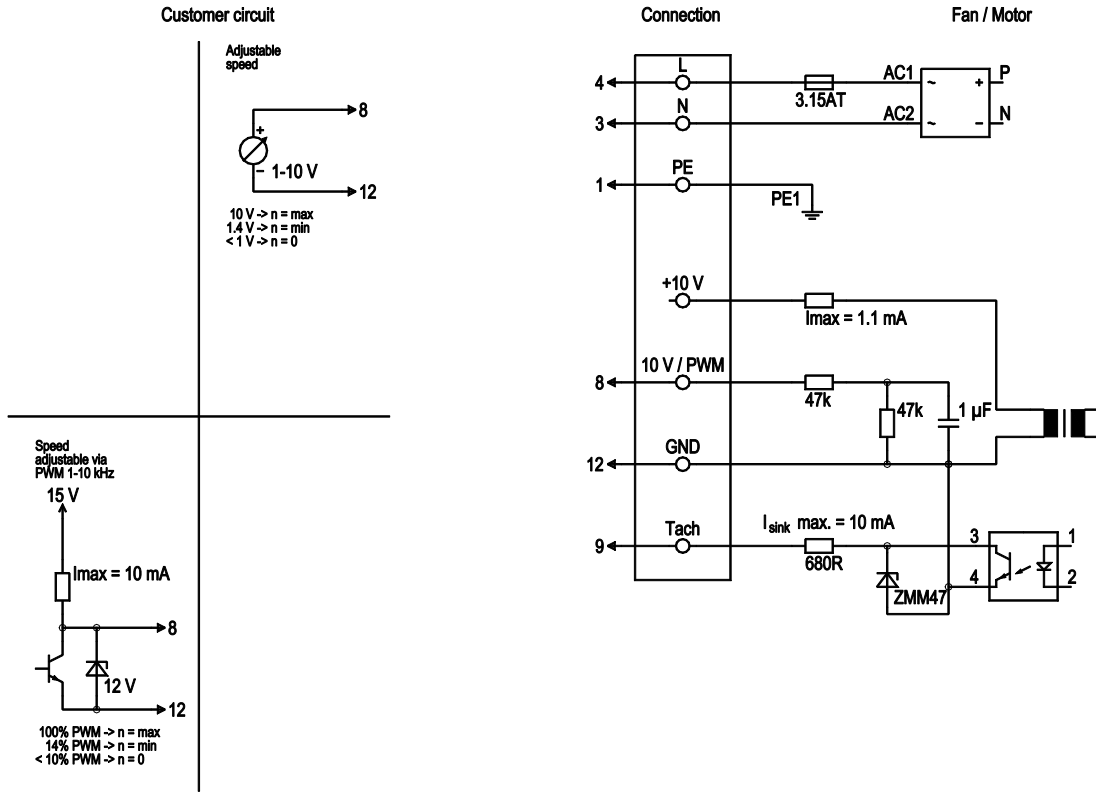 Customer circuit
Connection
Fan / Motor
Adjustable
speed
8
+
1-10 V
−
12
10 V -> n = max
1.4 V -> n = min
< 1 V -> n = 0
Speed
adjustable via
PWM 1-10 kHz
15 V
Imax = 10 mA
8
12 V
12
100% PWM -> n = max
14% PWM -> n = min
< 10% PWM -> n = 0
4
L
3.15AT
AC1
~
+
P
3
N
AC2
~
−
N
1
PE
PE1
+10 V
Imax = 1.1 mA
8
10 V / PWM
47k
47k
1 µF
12
GND
9
Tach
Isink max. = 10 mA
680R
3
1
4
2
ZMM47